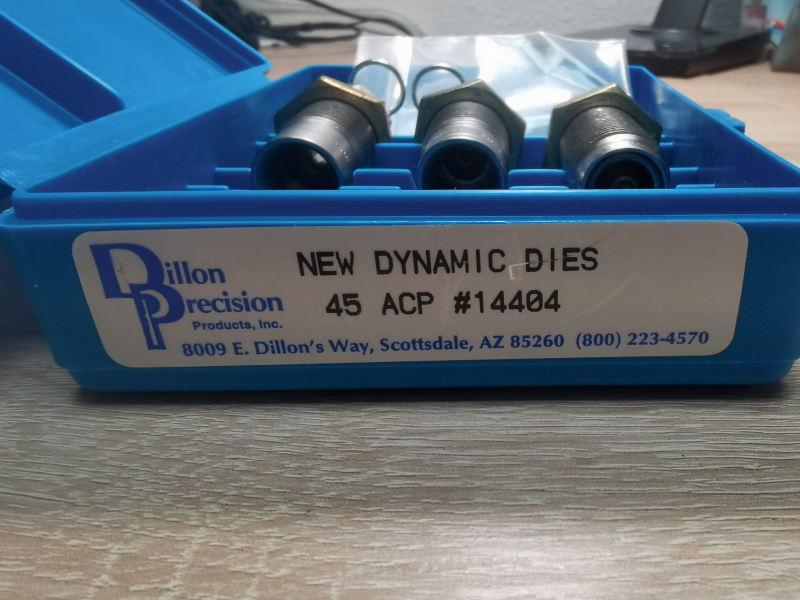 Dillon
Precision
Products, Inc.
NEW DYNAMIC DIES
45 ACP #14404
8009 E. Dillon's Way, Scottsdale, AZ 85260 (800) 223-4570